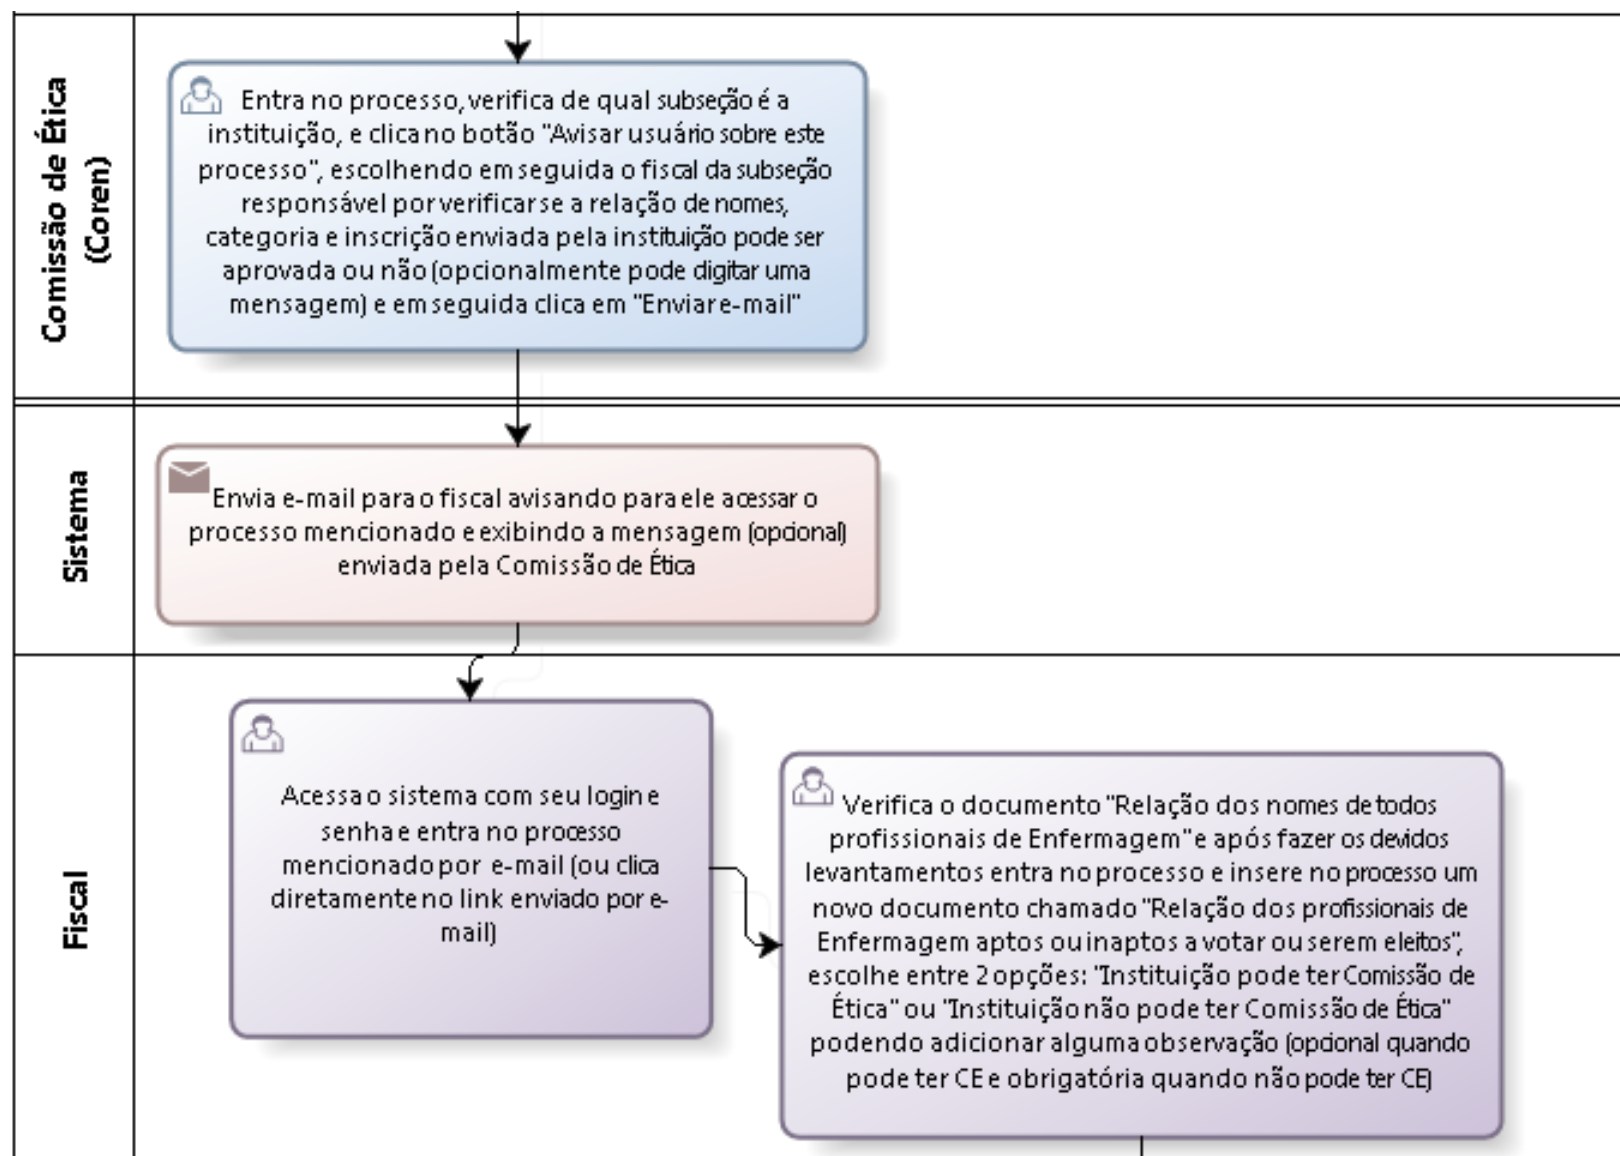 Comissão de Ética
(Coren)
Entra no processo, verifica de qual subseção é a
instituição, e clica no botão "Avisar usuário sobre este
processo", escolhendo em seguida o fiscal da subseção
responsável por verificar se a relação de nomes,
categoria e inscrição enviada pela instituição pode ser
aprovada ou não (opcionalmente pode digitar uma
mensagem) e em seguida clica em "Enviar e-mail"
Sistema
Envia e-mail para o fiscal avisando para ele acessar o
processo mencionado e exibindo a mensagem (opcional)
enviada pela Comissão de Ética
Fiscal
Acessa o sistema com seu login e
senha e entra no processo
mencionado por e-mail (ou clica
diretamente no link enviado por e-
mail)
Verifica o documento "Relação dos nomes de todos
profissionais de Enfermagem" e após fazer os devidos
levantamentos entra no processo e insere no processo um
novo documento chamado "Relação dos profissionais de
Enfermagem aptos ou inaptos a votar ou serem eleitos",
escolhe entre 2 opções: "Instituição pode ter Comissão de
Ética" ou "Instituição não pode ter Comissão de Ética"
podendo adicionar alguma observação (opcional quando
pode ter CE e obrigatória quando não pode ter CE)